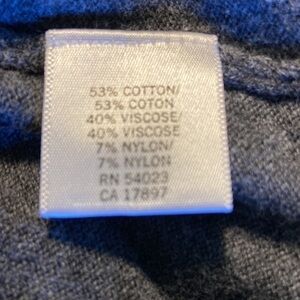 53% COTTON/
53% COTON
40% VISCOSE/
40% VISCOSE
7% NYLON/
7% NYLON
RN 54023
CA 17897